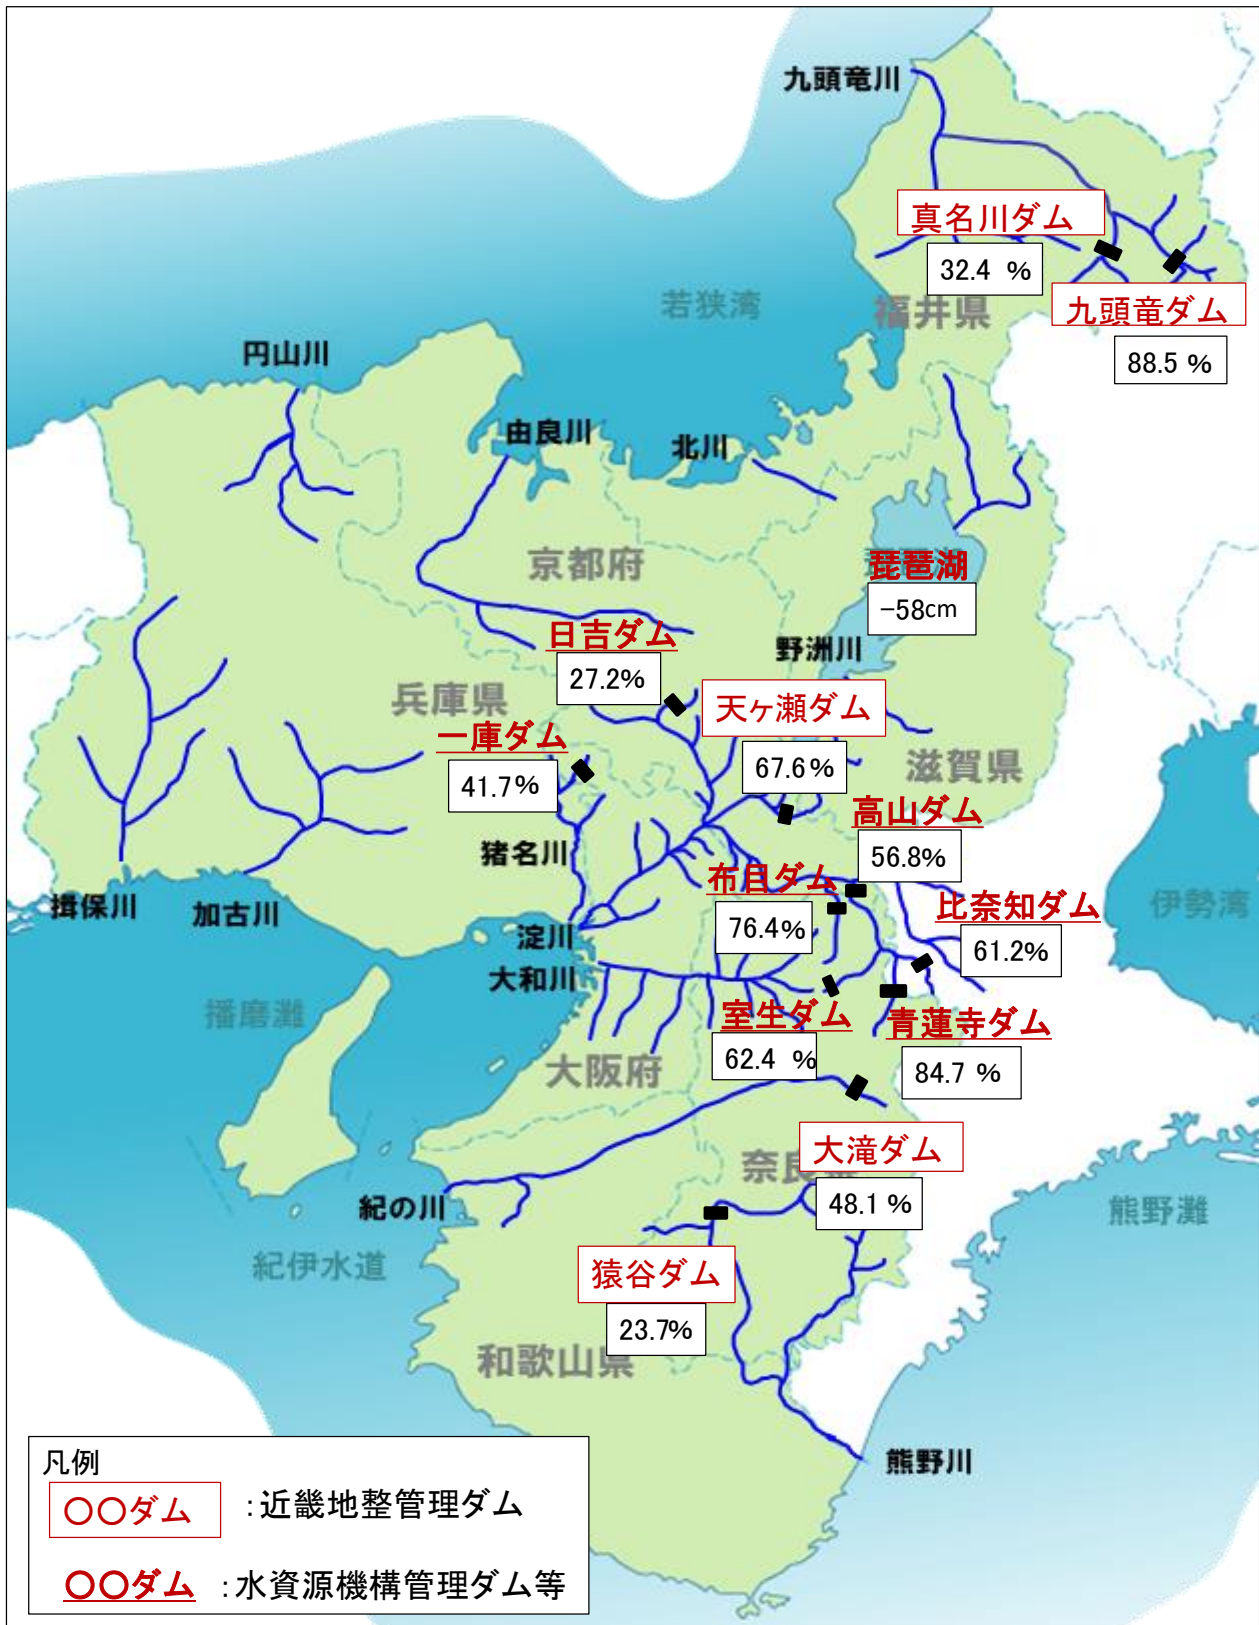 九頭竜川
真名川ダム
32.4 %
九頭竜ダム
88.5 %
若狭湾
福井県
円山川
由良川
北川
京都府
琵琶湖
-58cm
野洲川
日吉ダム
27.2%
兵庫県
天ヶ瀬ダム
67.6%
滋賀県
一庫ダム
41.7%
高山ダム
56.8%
猪名川
布目ダム
76.4%
比奈知ダム
61.2%
伊勢湾
揖保川
加古川
淀川
大和川
播磨灘
室生ダム
62.4 %
青蓮寺ダム
84.7 %
大阪府
大滝ダム
48.1 %
奈良
紀の川
熊野灘
紀伊水道
猿谷ダム
23.7%
和歌山県
熊野川
凡例
○○ダム :近畿地整管理ダム
○○ダム :水資源機構管理ダム等